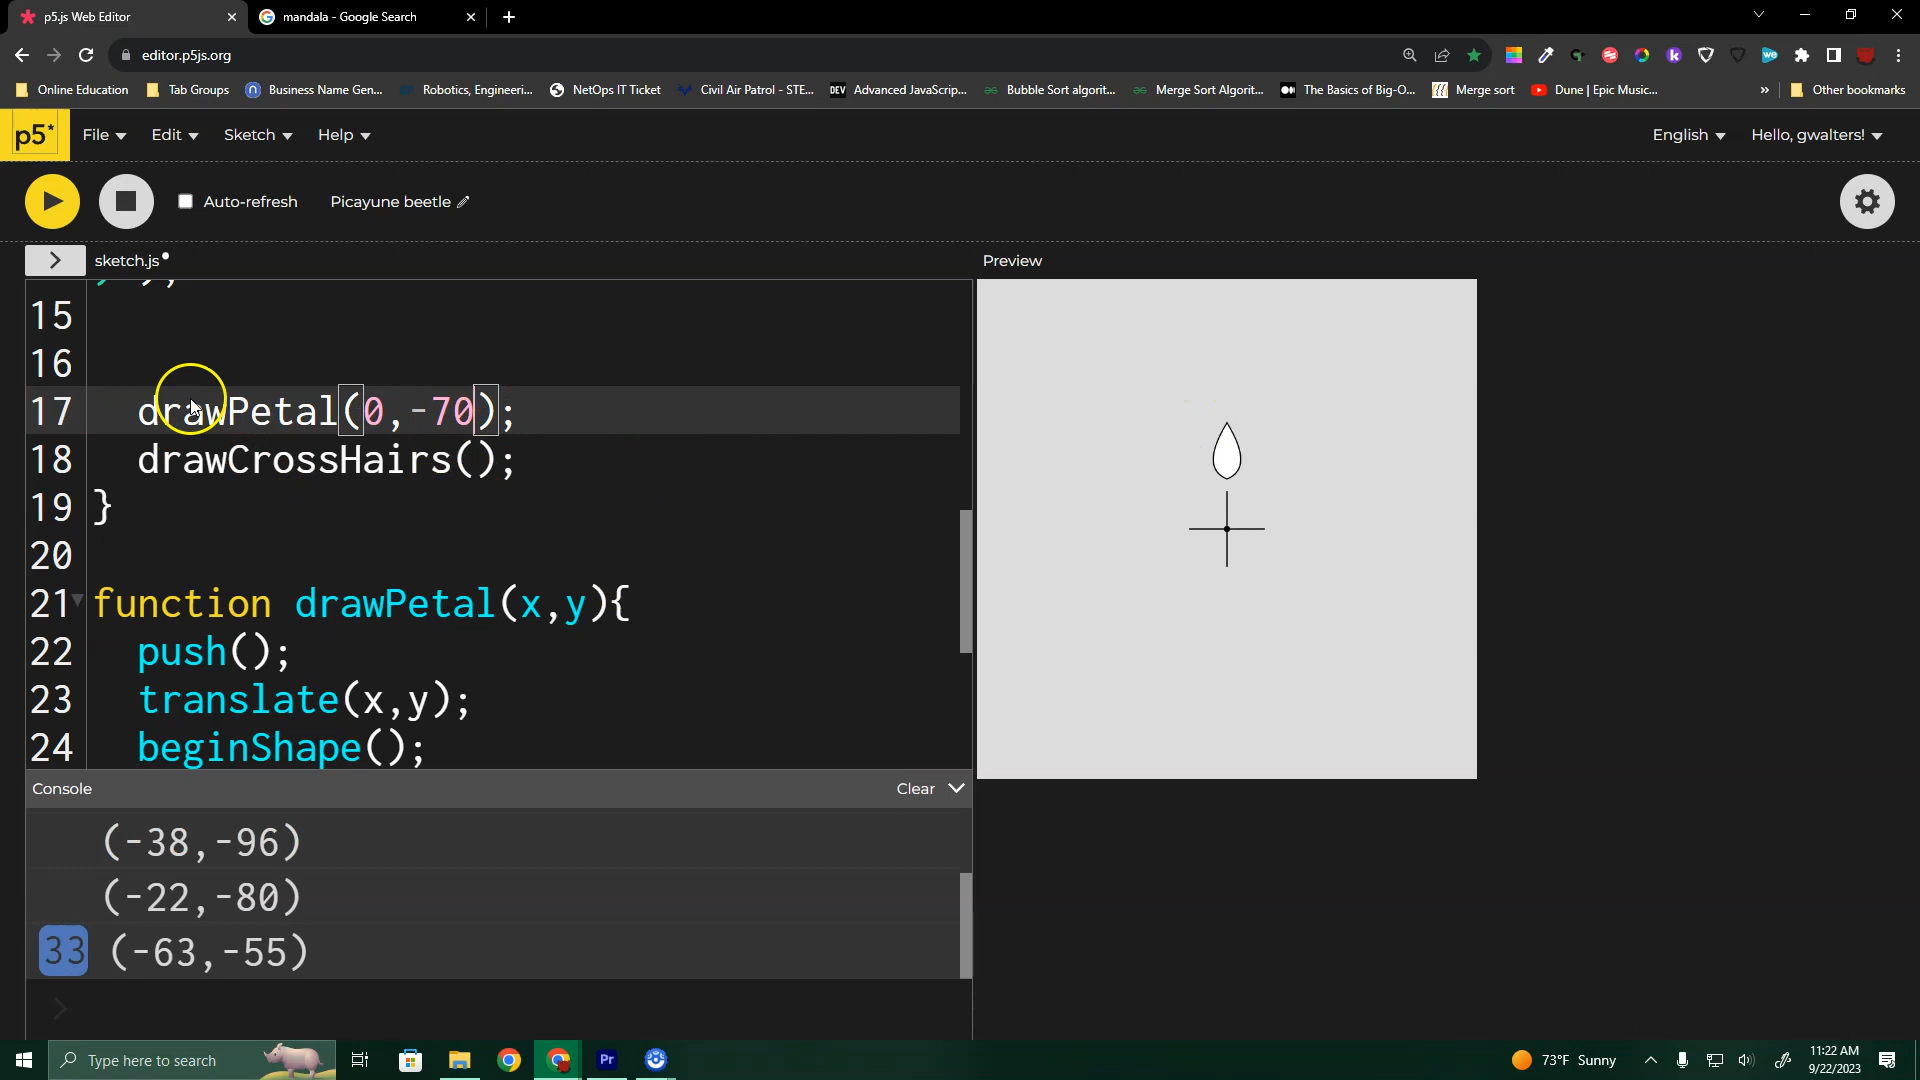 p5.js Web Editor
mandala - Google Search
editor.p5js.org
Online Education
Tab Groups
Business Name Gen...
Robotics, Engineeri...
NetOps IT Ticket
Civil Air Patrol - STE...
DEV
Advanced JavaScrip...
Bubble Sort algorit...
Merge Sort Algorit...
The Basics of Big-O...
Merge sort
Dune | Epic Music...
»
Other bookmarks
p5*
File
Edit
Sketch
Help
English
Hello, gwalters!
Auto-refresh
Picayune beetle
sketch.js
Preview
15
16
17 drawPetal(0,-70);
18 drawCrossHairs();
19 }
20
21 function drawPetal(x,y){
22 push();
23 translate(x,y);
24 beginShape();
Console
Clear
(-38,-96)
(-22,-80)
33 (-63,-55)
Type here to search
Pr
73°F Sunny
11:22 AM
9/22/2023